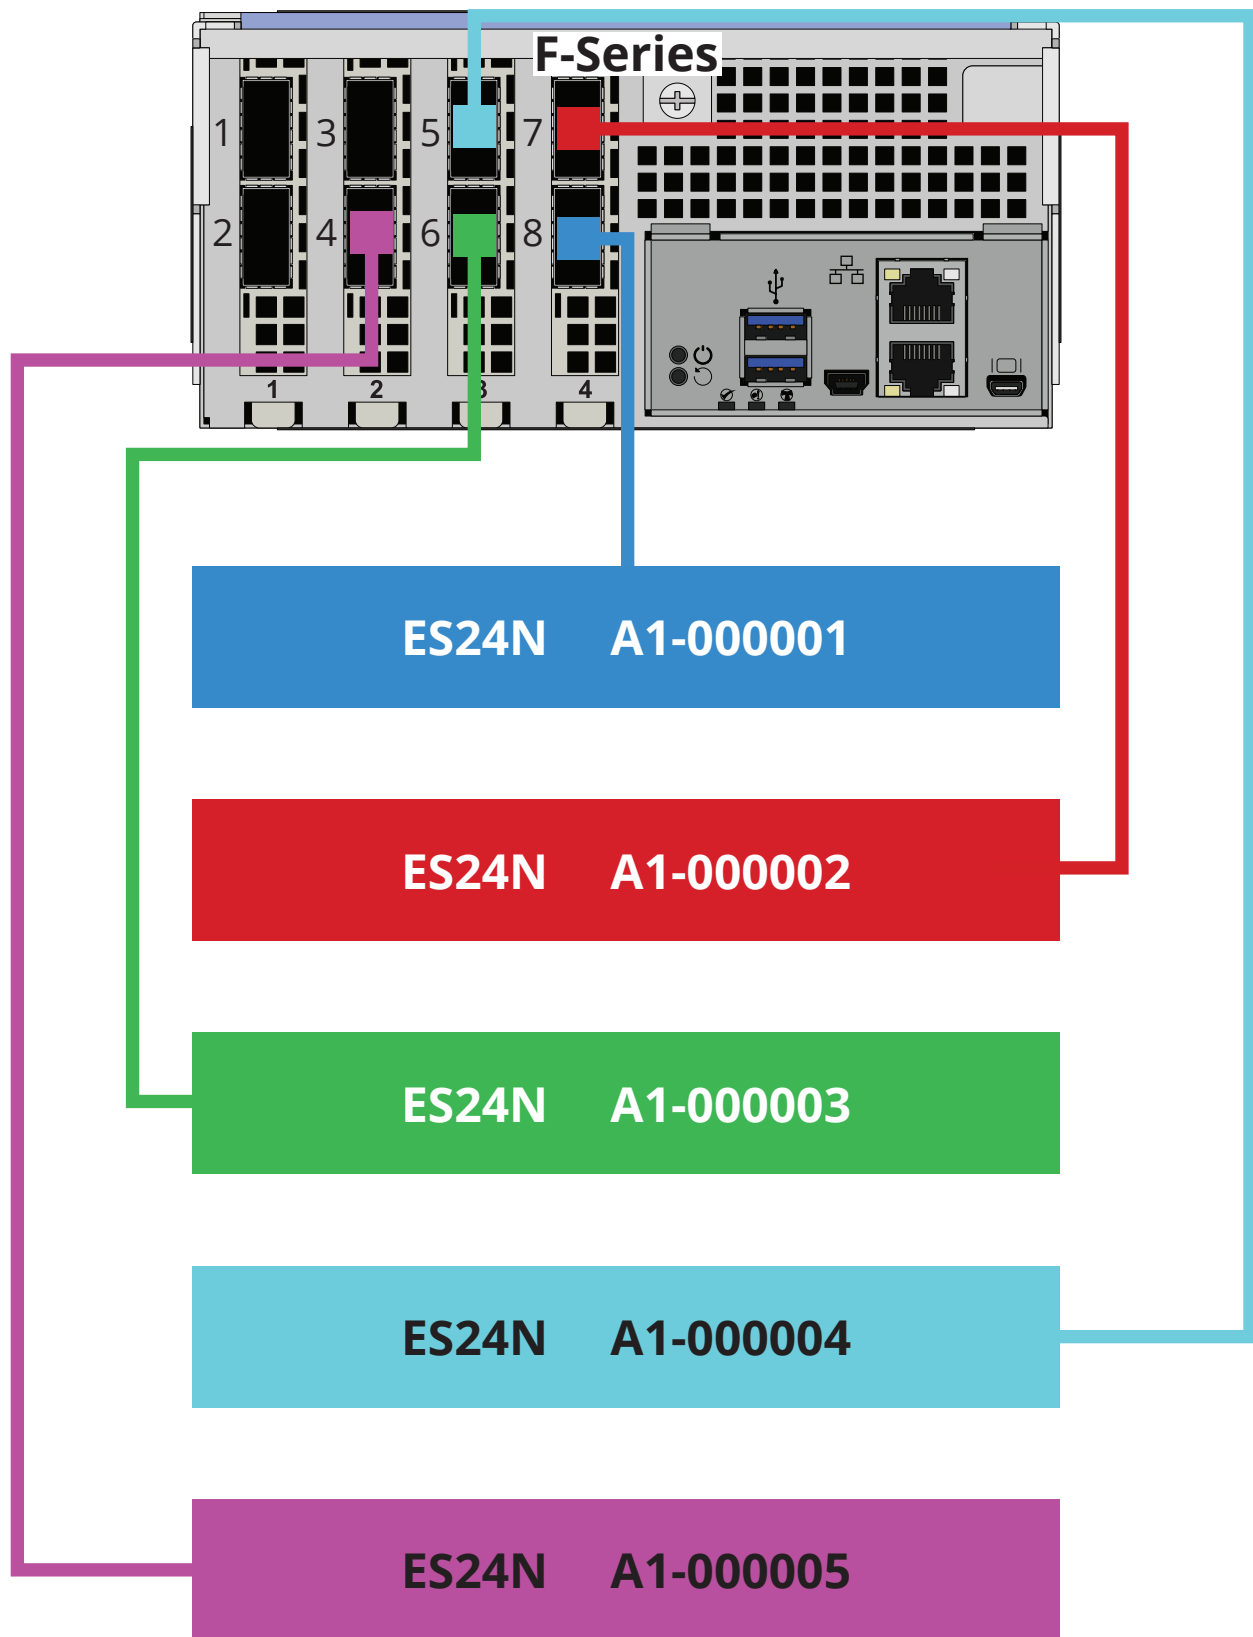 F-Series
1 3 5 7
2 4 6 8
1 2 3 4
ES24N A1-000001
ES24N A1-000002
ES24N A1-000003
ES24N A1-000004
ES24N A1-000005